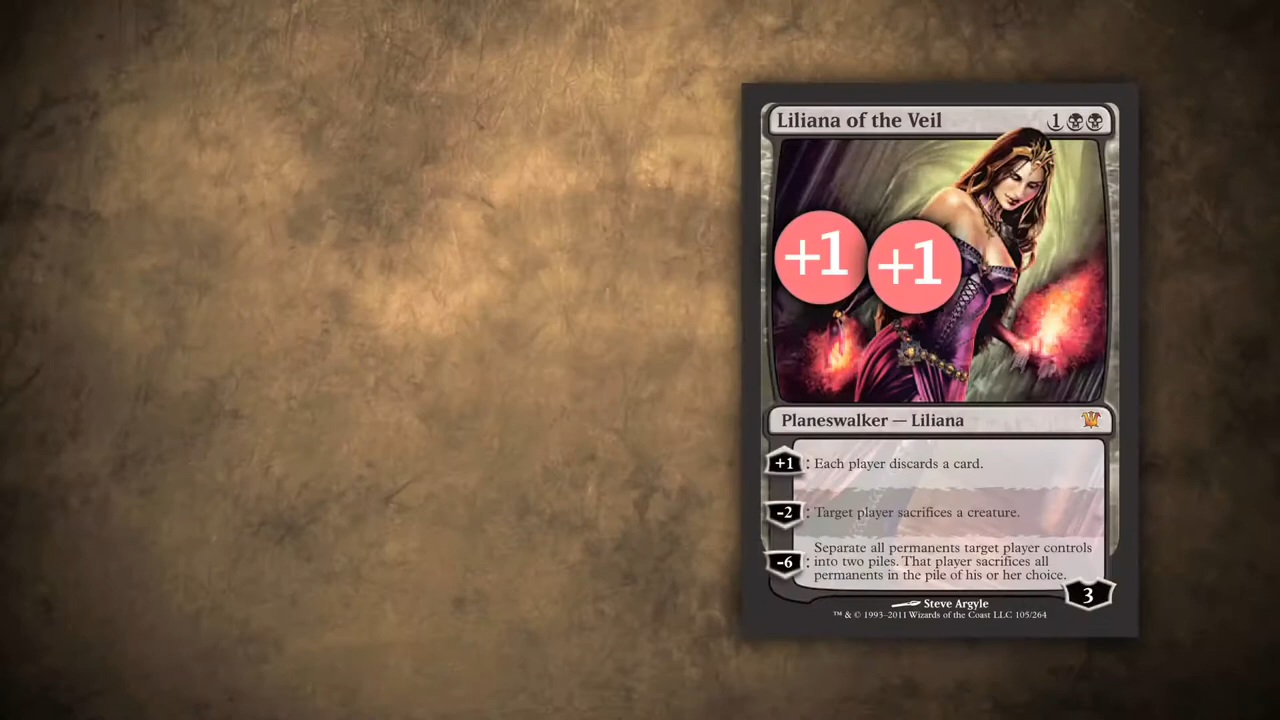 Liliana of the Veil 1
+1 +1
Planeswalker — Liliana
+1 : Each player discards a card.
-2 : Target player sacrifices a creature.
Separate all permanents target player controls
-6 : into two piles. That player sacrifices all
permanents in the pile of his or her choice.
3
Steve Argyle
™ & © 1993–2011 Wizards of the Coast LLC 105/264